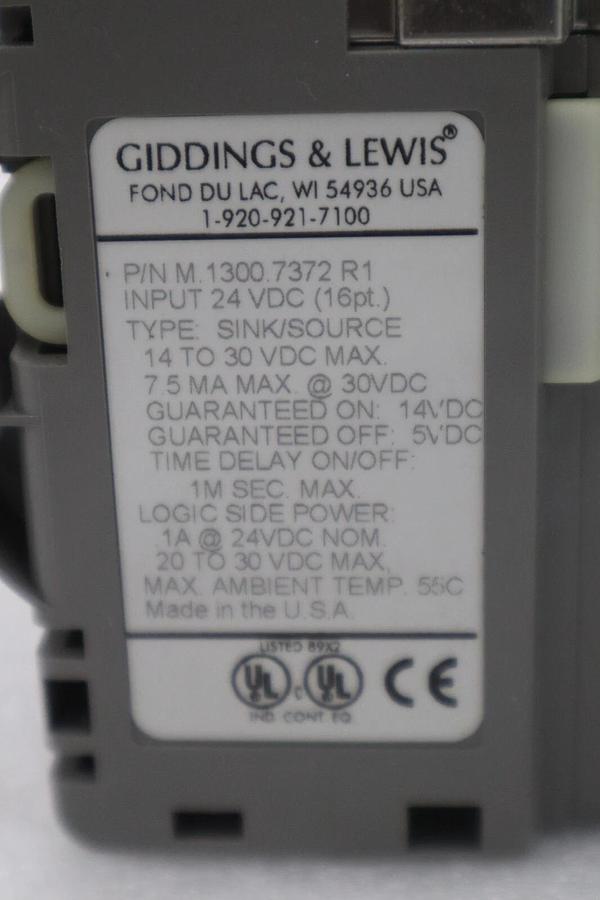 GIDDINGS & LEWIS®
FOND DU LAC, WI 54936 USA
1-920-921-7100
P/N M.1300.7372 R1
INPUT 24 VDC (16pt.)
TYPE: SINK/SOURCE
14 TO 30 VDC MAX.
7.5 MA MAX. @ 30VDC
GUARANTEED ON: 14VDC
GUARANTEED OFF: 5VDC
TIME DELAY ON/OFF:
1M SEC. MAX.
LOGIC SIDE POWER:
.1A @ 24VDC NOM.
20 TO 30 VDC MAX.
MAX. AMBIENT TEMP. 55C
Made in the U.S.A.
LISTED 89X2
UL c UL CE
IND. CONT. EQ.